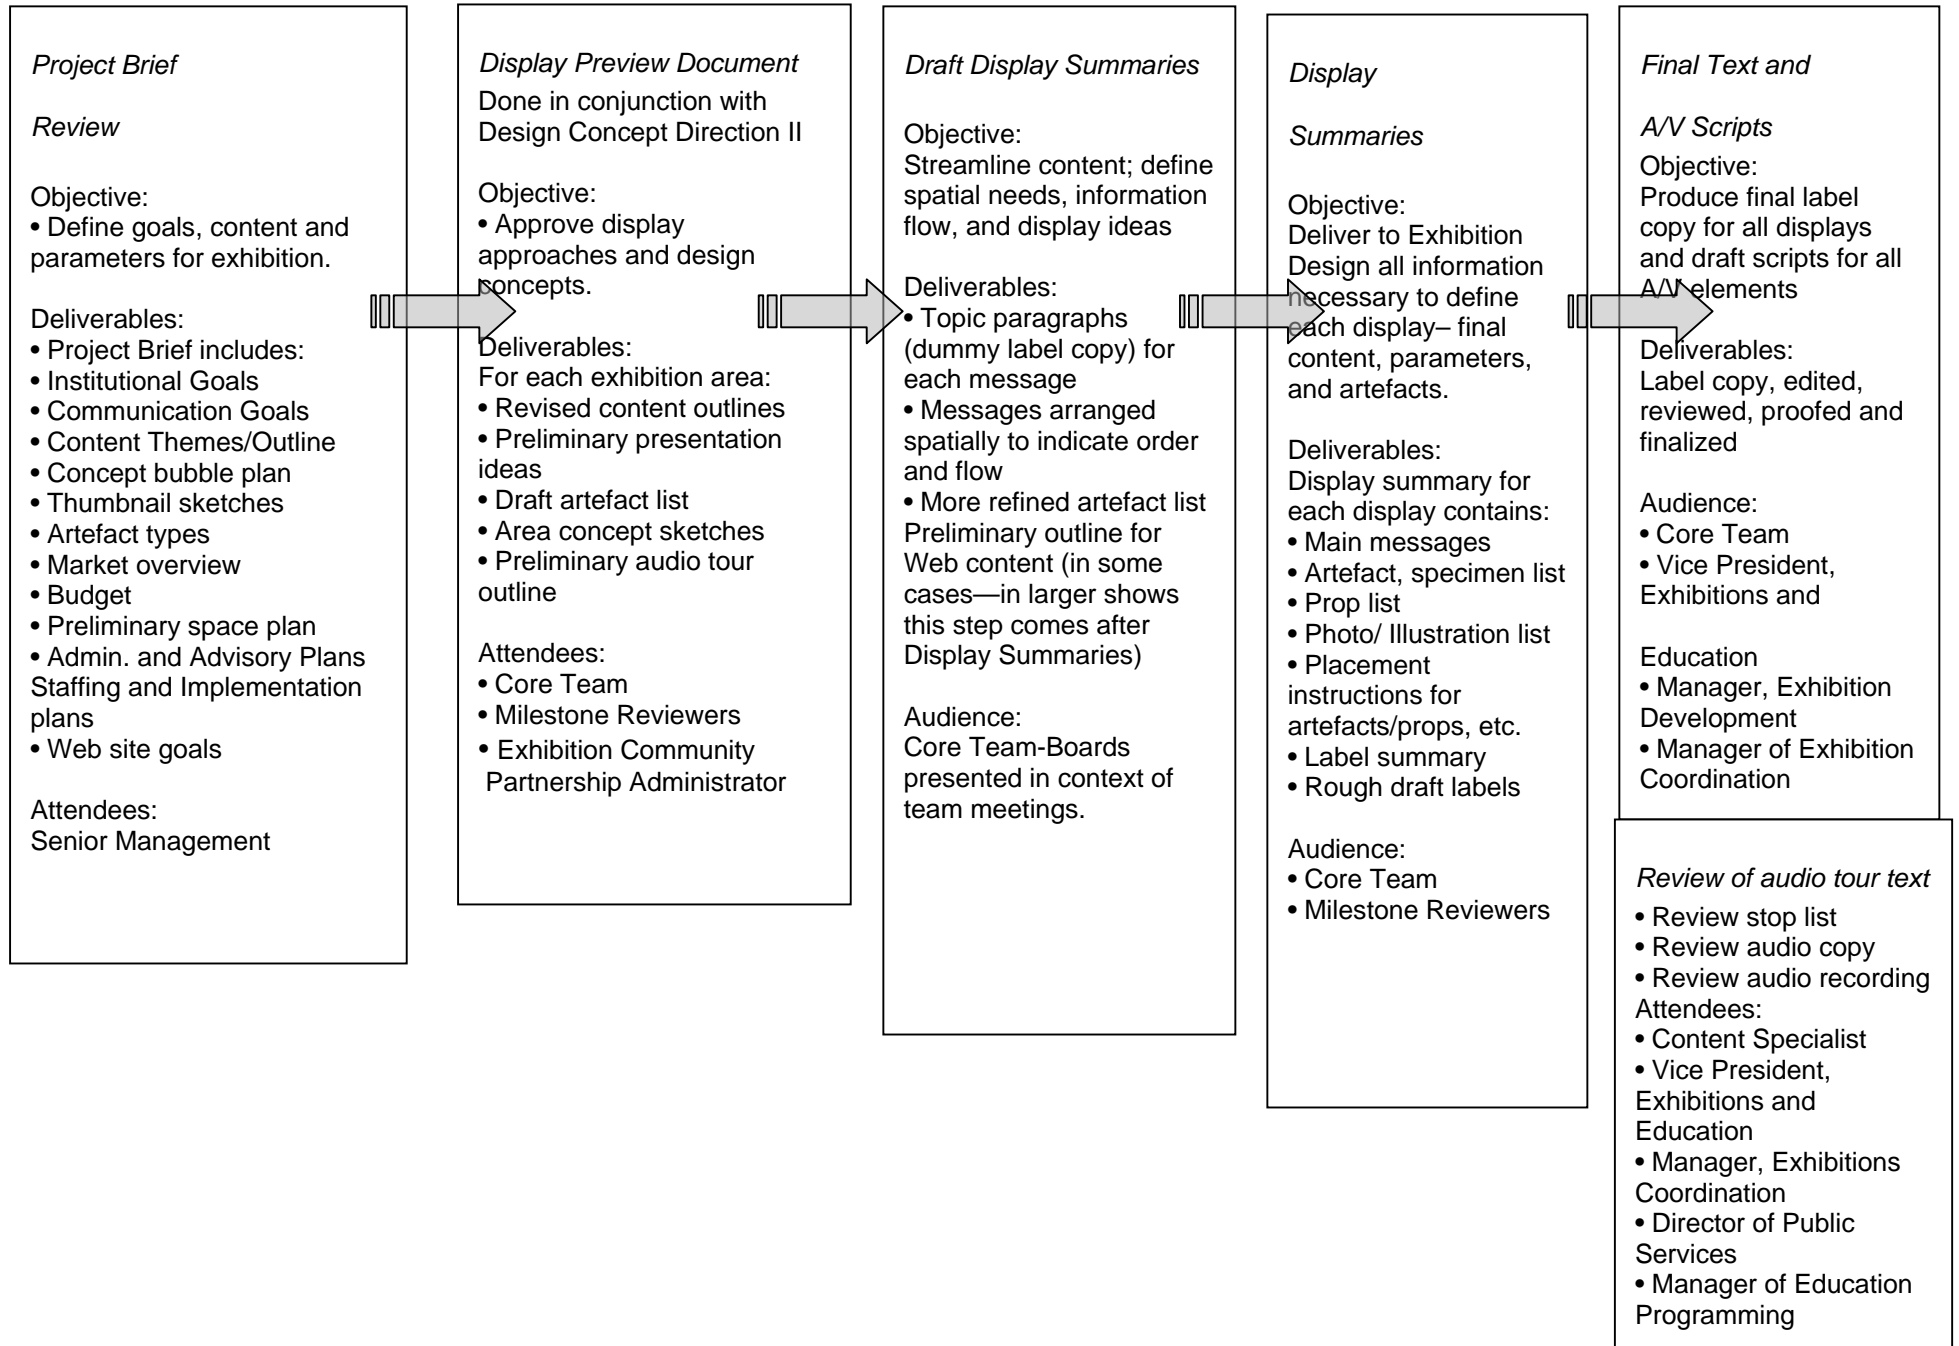 Project Brief
Review
Objective:
• Define goals, content and
parameters for exhibition.
Deliverables:
• Project Brief includes:
• Institutional Goals
• Communication Goals
• Content Themes/Outline
• Concept bubble plan
• Thumbnail sketches
• Artefact types
• Market overview
• Budget
• Preliminary space plan
• Admin. and Advisory Plans
Staffing and Implementation
plans
• Web site goals
Attendees:
Senior Management
Display Preview Document
Done in conjunction with
Design Concept Direction II
Objective:
• Approve display
approaches and design
concepts.
Deliverables:
For each exhibition area:
• Revised content outlines
• Preliminary presentation
ideas
• Draft artefact list
• Area concept sketches
• Preliminary audio tour
outline
Attendees:
• Core Team
• Milestone Reviewers
• Exhibition Community
Partnership Administrator
Draft Display Summaries
Objective:
Streamline content; define
spatial needs, information
flow, and display ideas
Deliverables:
• Topic paragraphs
(dummy label copy) for
each message
• Messages arranged
spatially to indicate order
and flow
• More refined artefact list
Preliminary outline for
Web content (in some
cases—in larger shows
this step comes after
Display Summaries)
Audience:
Core Team-Boards
presented in context of
team meetings.
Display
Summaries
Objective:
Deliver to Exhibition
Design all information
necessary to define
each display– final
content, parameters,
and artefacts.
Deliverables:
Display summary for
each display contains:
• Main messages
• Artefact, specimen list
• Prop list
• Photo/ Illustration list
• Placement
instructions for
artefacts/props, etc.
• Label summary
• Rough draft labels
Audience:
• Core Team
• Milestone Reviewers
Final Text and
A/V Scripts
Objective:
Produce final label
copy for all displays
and draft scripts for all
A/V elements
Deliverables:
Label copy, edited,
reviewed, proofed and
finalized
Audience:
• Core Team
• Vice President,
Exhibitions and
Education
• Manager, Exhibition
Development
• Manager of Exhibition
Coordination
Review of audio tour text
• Review stop list
• Review audio copy
• Review audio recording
Attendees:
• Content Specialist
• Vice President,
Exhibitions and
Education
• Manager, Exhibitions
Coordination
• Director of Public
Services
• Manager of Education
Programming